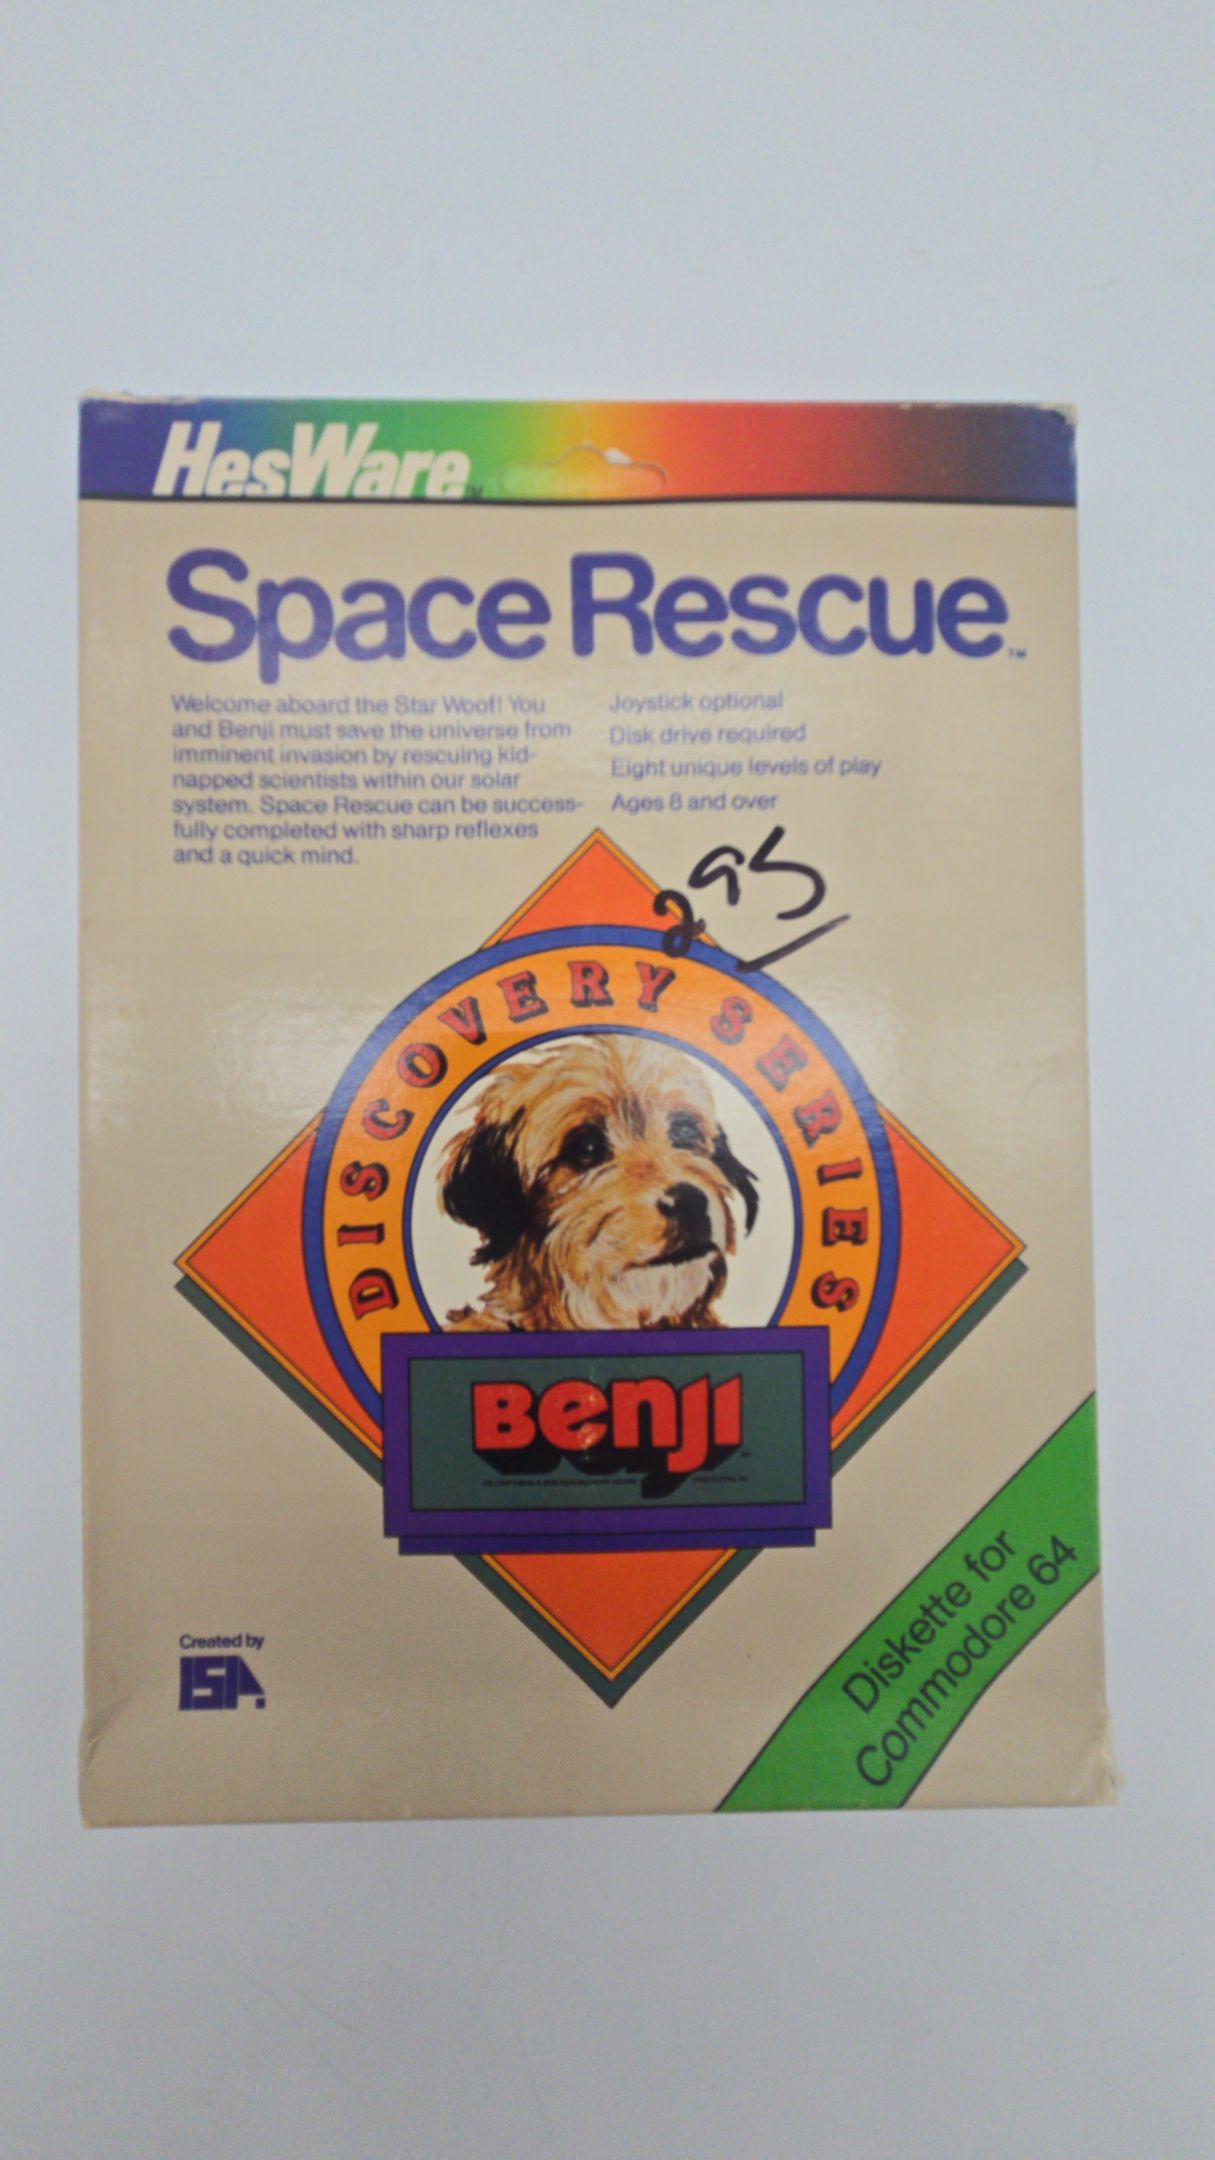 HesWare™
Space Rescue™
Welcome aboard the Star Woof! You
and Benji must save the universe from
imminent invasion by rescuing kid-
napped scientists within our solar
system. Space Rescue can be success-
fully completed with sharp reflexes
and a quick mind.
Joystick optional
Disk drive required
Eight unique levels of play
Ages 8 and over
295
DISCOVERY SERIES
Benji™
Created by
ISA.
Diskette for
Commodore 64